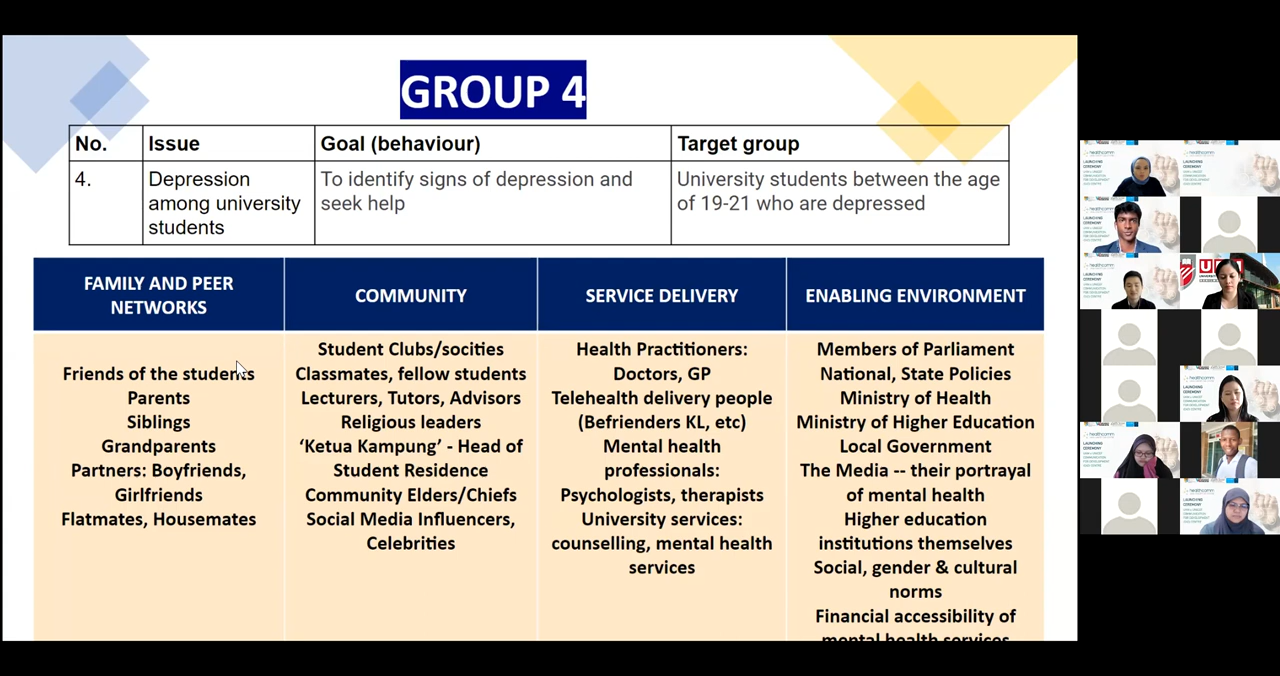 GROUP 4
No. Issue Goal (behaviour) Target group
4.
Depression
among university
students
To identify signs of depression and
seek help
University students between the age
of 19-21 who are depressed
FAMILY AND PEER
NETWORKS
COMMUNITY
SERVICE DELIVERY
ENABLING ENVIRONMENT
Friends of the students
Parents
Siblings
Grandparents
Partners: Boyfriends,
Girlfriends
Flatmates, Housemates
Student Clubs/socities
Classmates, fellow students
Lecturers, Tutors, Advisors
Religious leaders
‘Ketua Kampung’ - Head of
Student Residence
Community Elders/Chiefs
Social Media Influencers,
Celebrities
Health Practitioners:
Doctors, GP
Telehealth delivery people
(Befrienders KL, etc)
Mental health
professionals:
Psychologists, therapists
University services:
counselling, mental health
services
Members of Parliament
National, State Policies
Ministry of Health
Ministry of Higher Education
Local Government
The Media -- their portrayal
of mental health
Higher education
institutions themselves
Social, gender & cultural
norms
Financial accessibility of
mental health services
healthcomm
LAUNCHING
CEREMONY